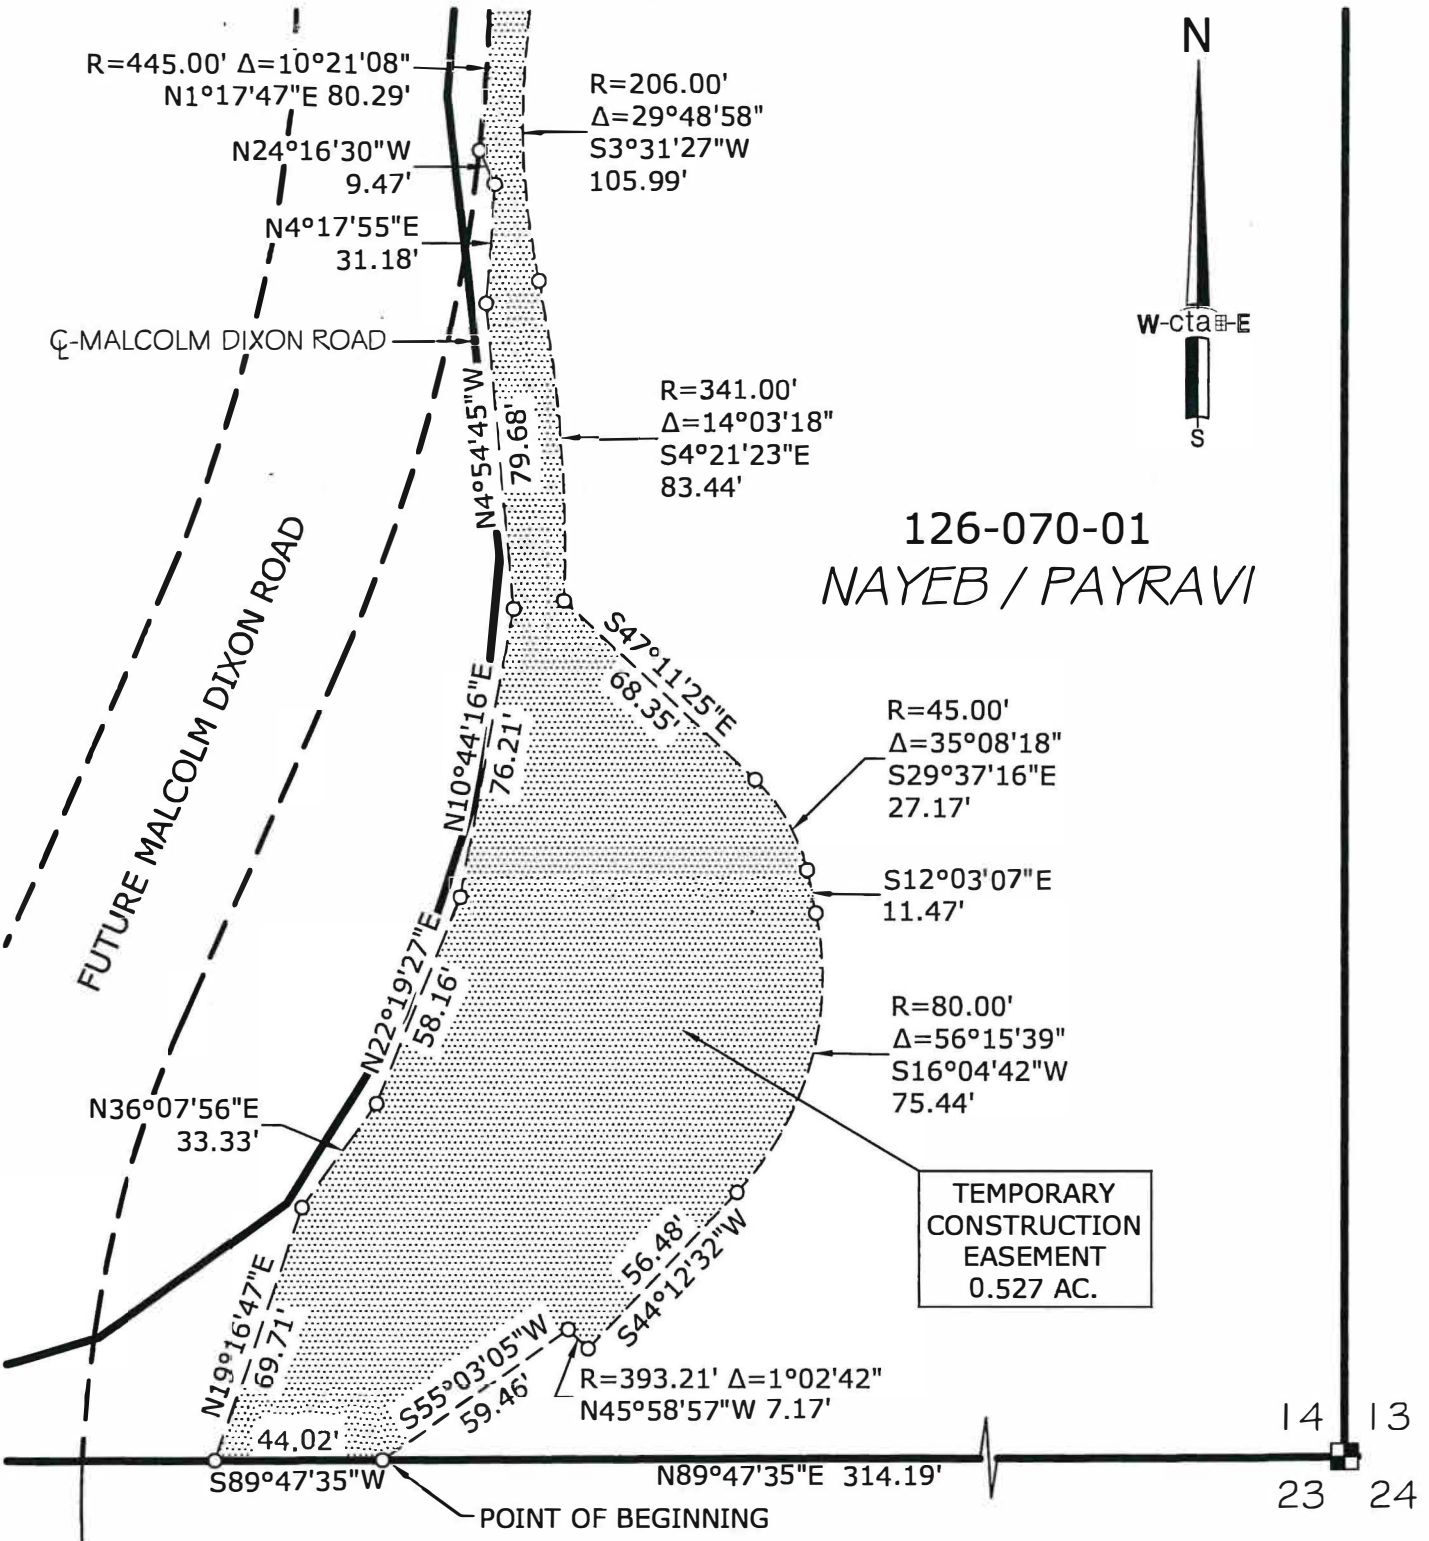 R=445.00' Δ=10°21'08"
N1°17'47"E 80.29'
N24°16'30"W
9.47'
N4°17'55"E
31.18'
℄-MALCOLM DIXON ROAD
R=206.00'
Δ=29°48'58"
S3°31'27"W
105.99'
N
W-cta-E
S
R=341.00'
Δ=14°03'18"
S4°21'23"E
83.44'
N4°54'45"W
79.68'
126-070-01
NAYEB / PAYRAVI
FUTURE MALCOLM DIXON ROAD
S47°11'25"E
68.35'
N10°44'16"E
76.21'
R=45.00'
Δ=35°08'18"
S29°37'16"E
27.17'
S12°03'07"E
11.47'
N22°19'27"E
58.16'
R=80.00'
Δ=56°15'39"
S16°04'42"W
75.44'
N36°07'56"E
33.33'
TEMPORARY
CONSTRUCTION
EASEMENT
0.527 AC.
56.48'
S44°12'32"W
N19°16'47"E
69.71'
S55°03'05"W
59.46'
R=393.21' Δ=1°02'42"
N45°58'57"W 7.17'
44.02'
S89°47'35"W
N89°47'35"E 314.19'
14 13
23 24
POINT OF BEGINNING